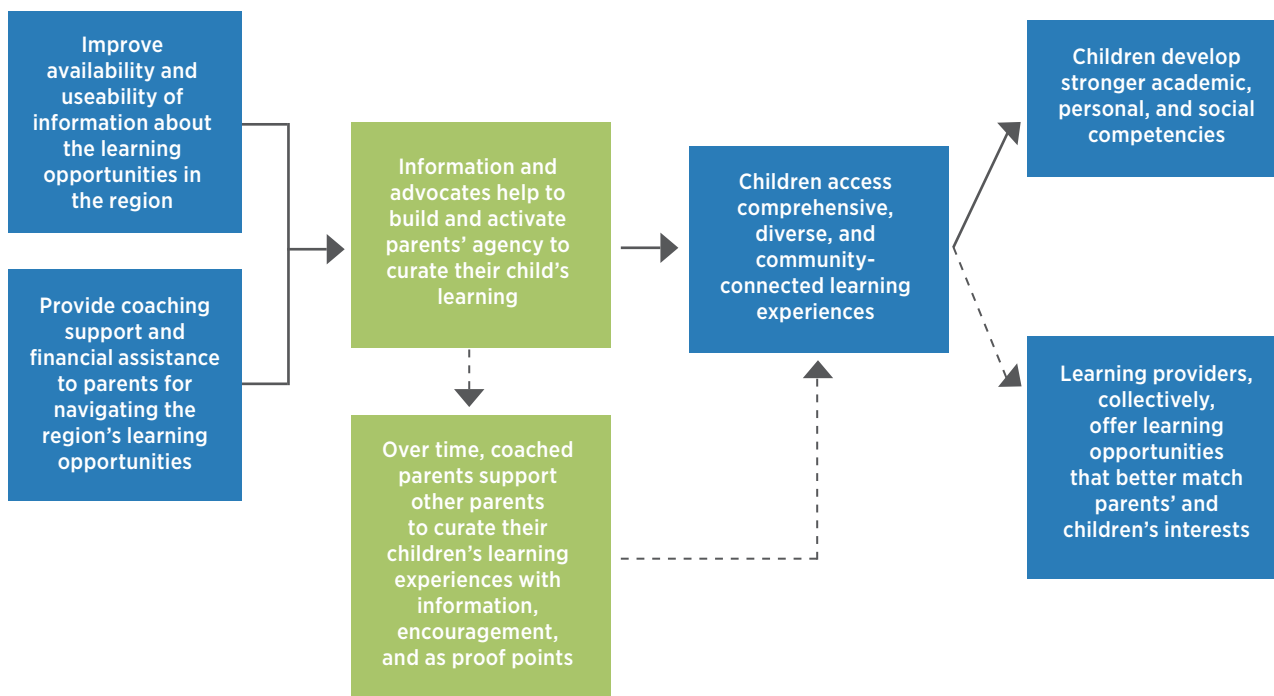 Improve
availability and
useability of
information about
the learning
opportunities in
the region
Provide coaching
support and
financial assistance
to parents for
navigating the
region’s learning
opportunities
Information and
advocates help to
build and activate
parents’ agency to
curate their child’s
learning
Over time, coached
parents support
other parents
to curate their
children’s learning
experiences with
information,
encouragement,
and as proof points
Children access
comprehensive,
diverse, and
community-
connected learning
experiences
Children develop
stronger academic,
personal, and social
competencies
Learning providers,
collectively,
offer learning
opportunities
that better match
parents’ and
children’s interests